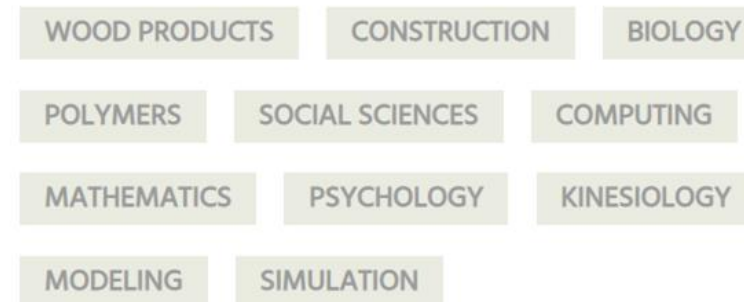 WOOD PRODUCTS CONSTRUCTION BIOLOGY
POLYMERS SOCIAL SCIENCES COMPUTING
MATHEMATICS PSYCHOLOGY KINESIOLOGY
MODELING SIMULATION